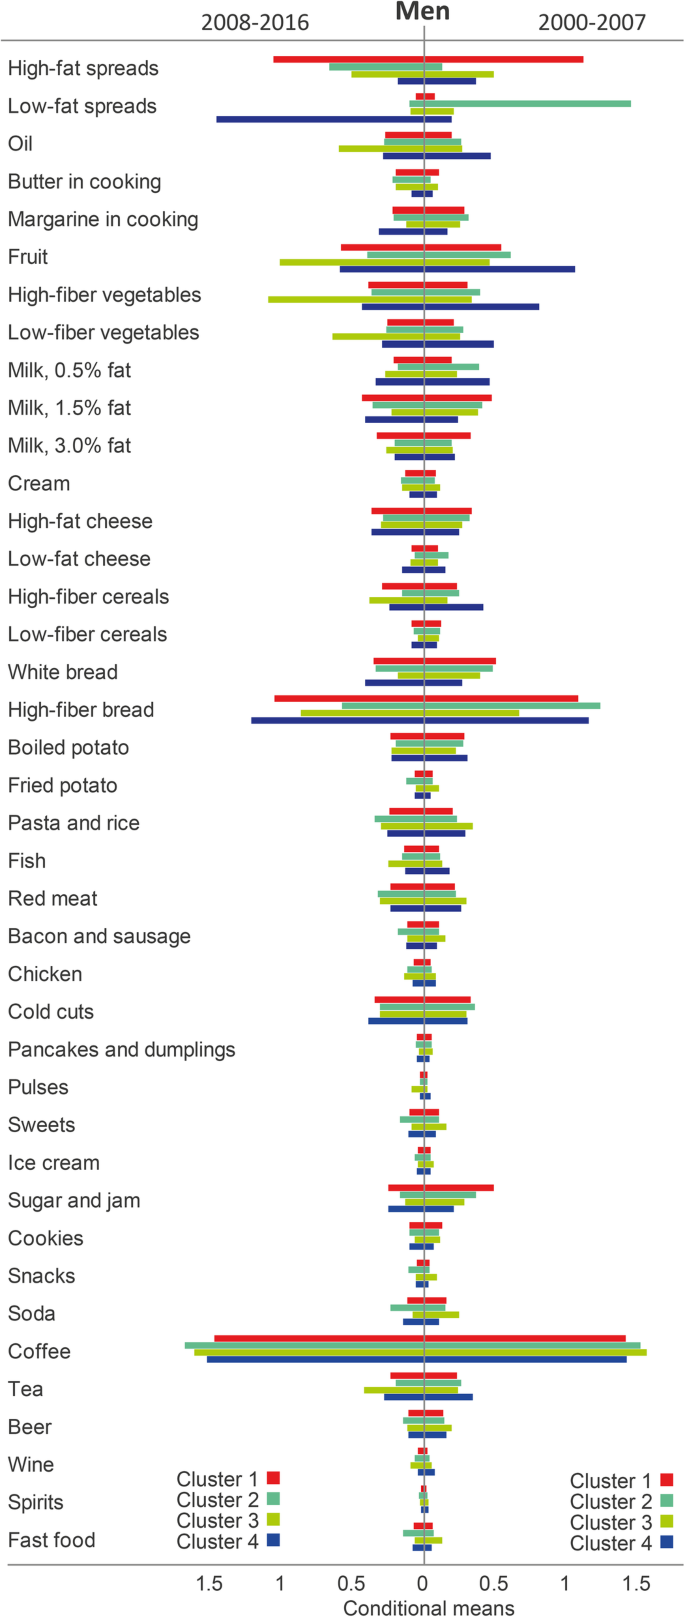 Men
2008-2016 2000-2007
High-fat spreads
Low-fat spreads
Oil
Butter in cooking
Margarine in cooking
Fruit
High-fiber vegetables
Low-fiber vegetables
Milk, 0.5% fat
Milk, 1.5% fat
Milk, 3.0% fat
Cream
High-fat cheese
Low-fat cheese
High-fiber cereals
Low-fiber cereals
White bread
High-fiber bread
Boiled potato
Fried potato
Pasta and rice
Fish
Red meat
Bacon and sausage
Chicken
Cold cuts
Pancakes and dumplings
Pulses
Sweets
Ice cream
Sugar and jam
Cookies
Snacks
Soda
Coffee
Tea
Beer
Wine
Spirits
Fast food
Cluster 1
Cluster 2
Cluster 3
Cluster 4
Cluster 1
Cluster 2
Cluster 3
Cluster 4
1.5 1 0.5 0 0.5 1 1.5
Conditional means